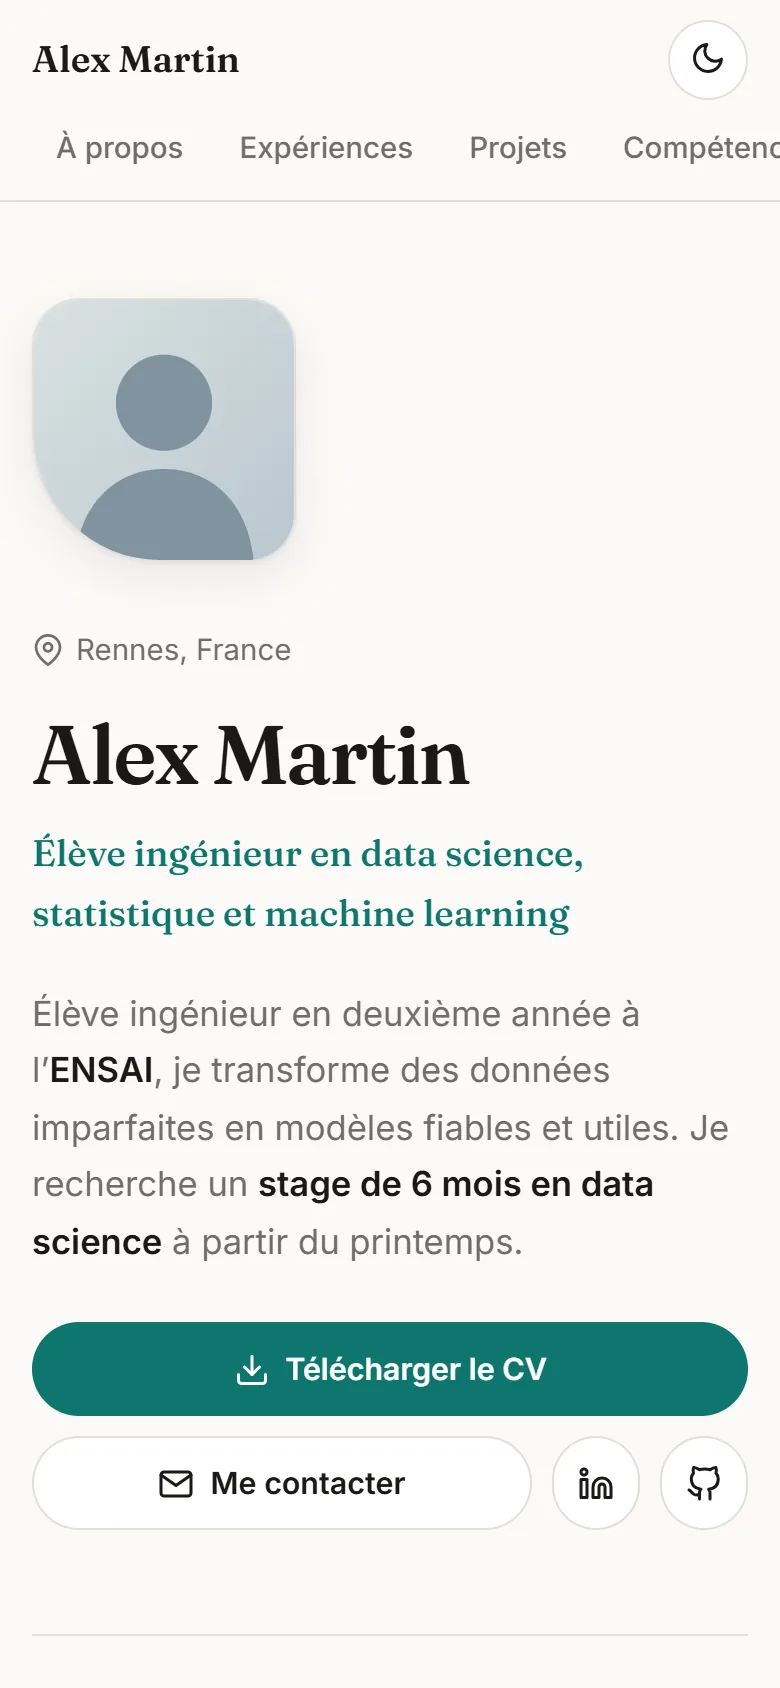 Alex Martin
À propos Expériences Projets Compétenc
Rennes, France
Alex Martin
Élève ingénieur en data science,
statistique et machine learning
Élève ingénieur en deuxième année à
l’ENSAI, je transforme des données
imparfaites en modèles fiables et utiles. Je
recherche un stage de 6 mois en data
science à partir du printemps.
Télécharger le CV
Me contacter